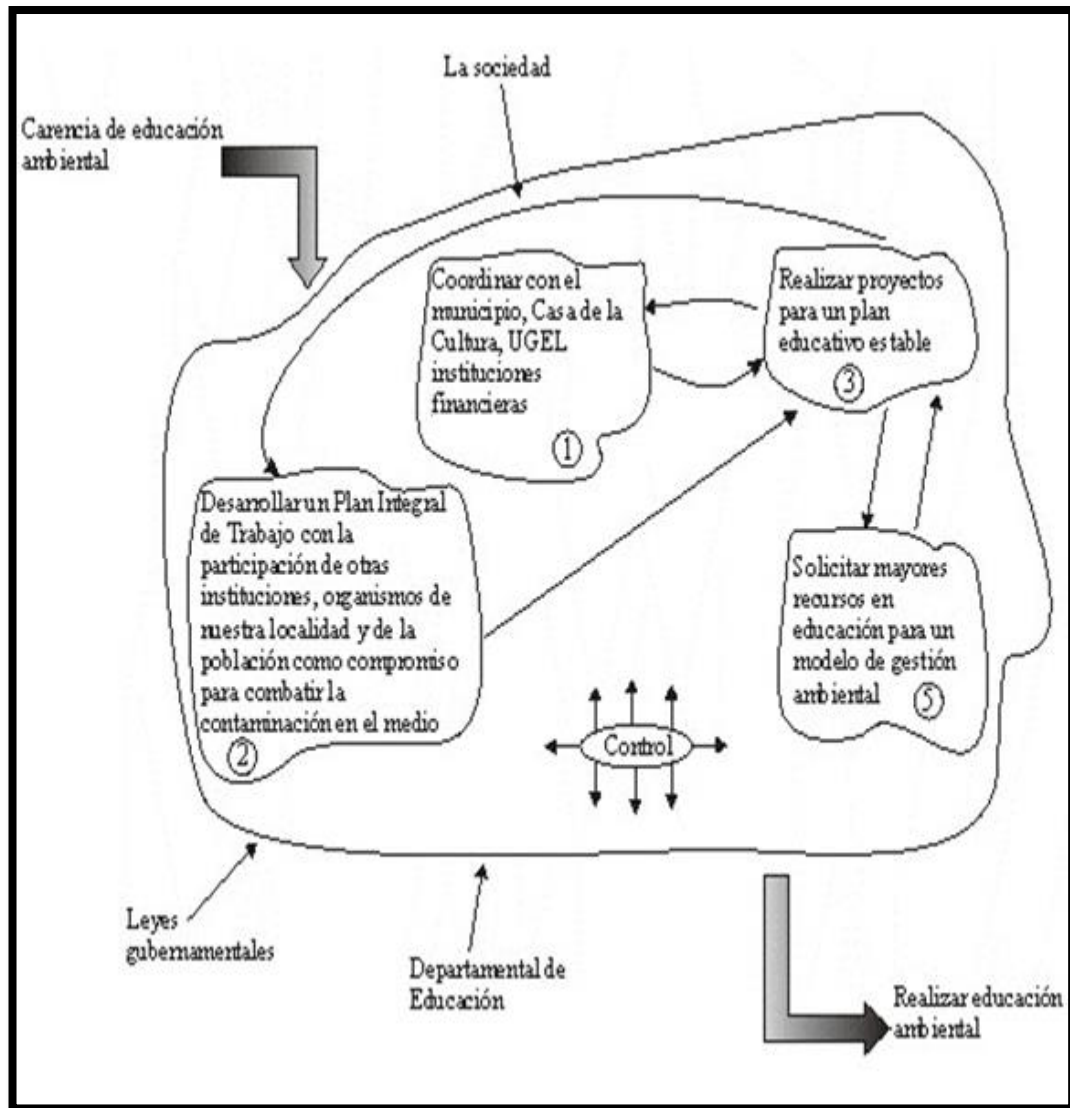 La sociedad
Carencia de educación
ambiental
Coordinar con el
municipio, Casa de la
Cultura, UGEL
instituciones
financieras
1
Realizar proyectos
para un plan
educativo estable
3
Desarrollar un Plan Integral
de Trabajo con la
participación de otras
instituciones, organismos de
nuestra localidad y de la
población como compromiso
para combatir la
contaminación en el medio
2
Solicitar mayores
recursos en
educación para un
modelo de gestión
ambiental
5
Control
Leyes
gubernamentales
Departamental de
Educación
Realizar educación
ambiental